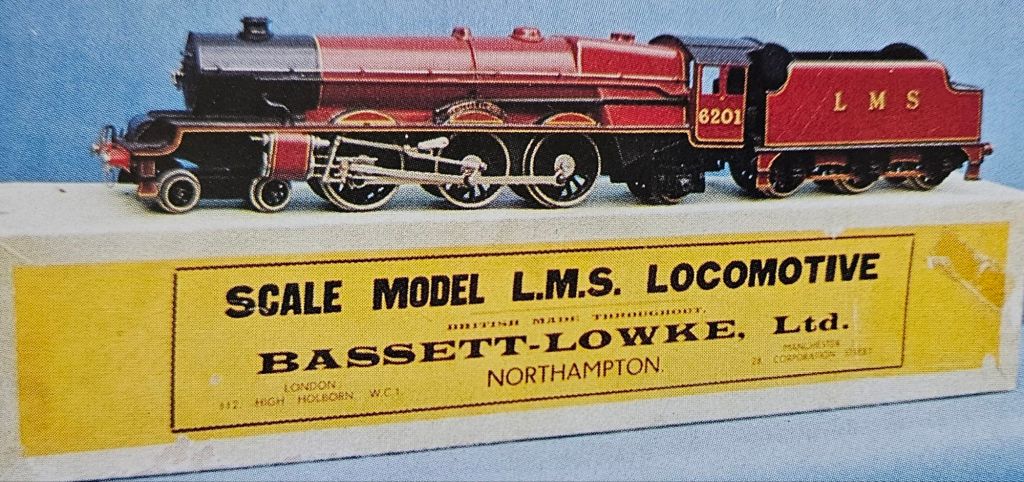 6201
L M S
SCALE MODEL L.M.S. LOCOMOTIVE
BRITISH MADE THROUGHOUT.
BASSETT-LOWKE, Ltd.
NORTHAMPTON.
LONDON:
112, HIGH HOLBORN, W.C.1.
MANCHESTER
28, CORPORATION STREET